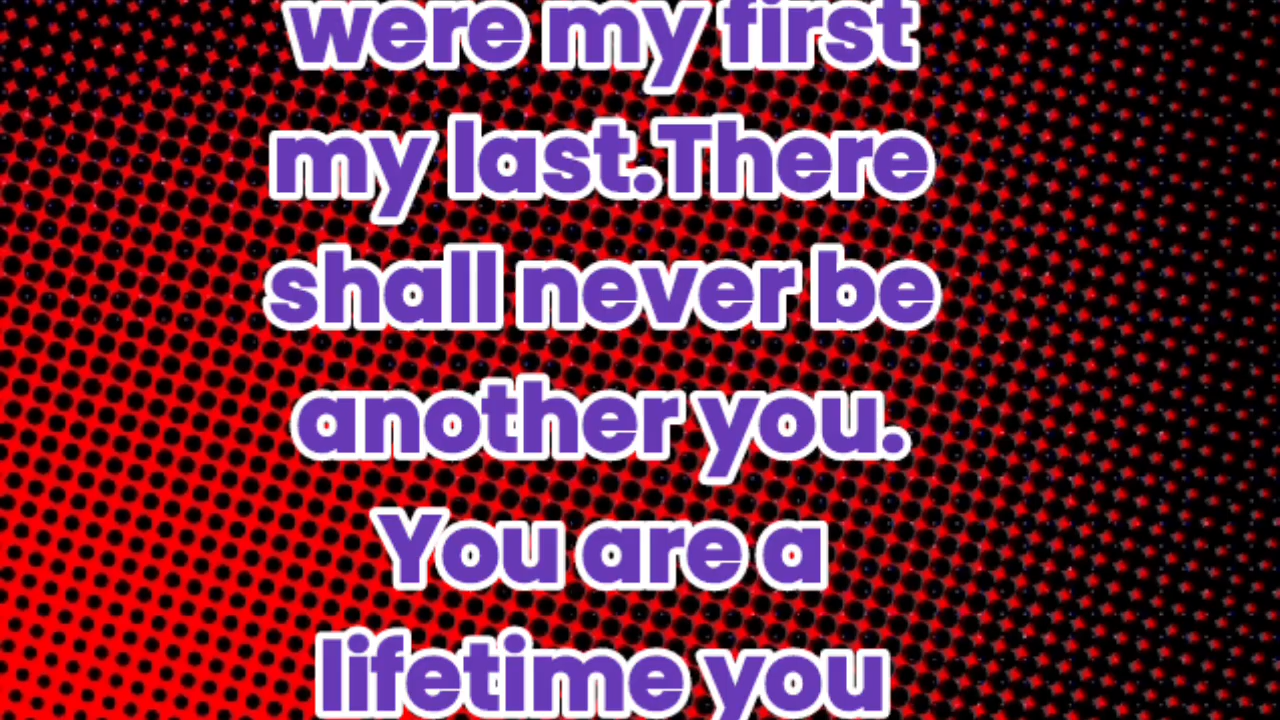 were my first
my last.There
shall never be
another you.
You are a
lifetime you